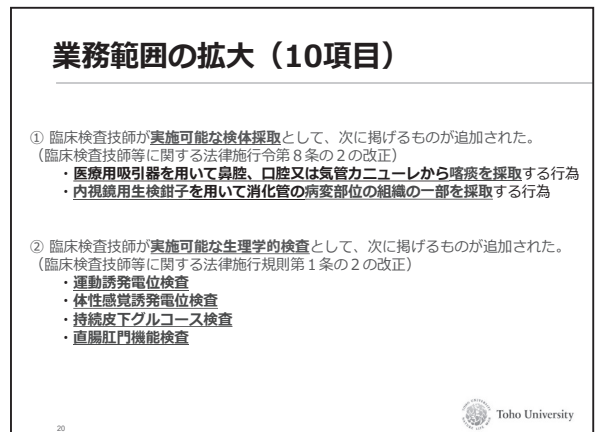 業務範囲の拡大（10項目）
① 臨床検査技師が実施可能な検体採取として、次に掲げるものが追加された。
（臨床検査技師等に関する法律施行令第８条の２の改正）
・医療用吸引器を用いて鼻腔、口腔又は気管カニューレから喀痰を採取する行為
・内視鏡用生検鉗子を用いて消化管の病変部位の組織の一部を採取する行為
② 臨床検査技師が実施可能な生理学的検査として、次に掲げるものが追加された。
（臨床検査技師等に関する法律施行規則第１条の２の改正）
・運動誘発電位検査
・体性感覚誘発電位検査
・持続皮下グルコース検査
・直腸肛門機能検査
Toho University
20